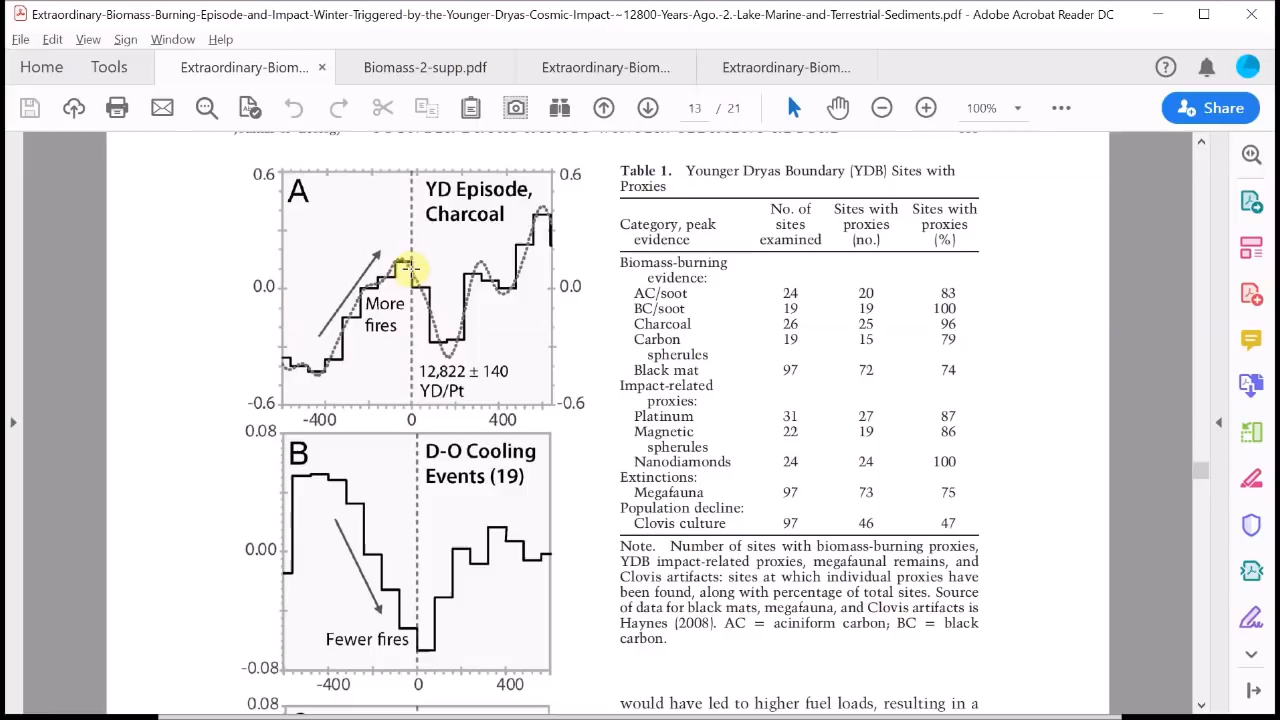 Extraordinary-Biomass-Burning-Episode-and-Impact-Winter-Triggered-by-the-Younger-Dryas-Cosmic-Impact-~12800-Years-Ago.-2.-Lake-Marine-and-Terrestrial-Sediments.pdf - Adobe Acrobat Reader DC
File Edit View Sign Window Help
Home Tools Extraordinary-Biom... × Biomass-2-supp.pdf Extraordinary-Biom... Extraordinary-Biom...
13 / 21 100% Share
A
YD Episode,
Charcoal
0.6 0.6
0.0 0.0
More
fires
12,822 ± 140
YD/Pt
-0.6 -0.6
-400 0 400
0.08
B
D-O Cooling
Events (19)
0.00
Fewer fires
-0.08
-400 0 400
0.08
Table 1. Younger Dryas Boundary (YDB) Sites with
Proxies
No. of Sites with Sites with
Category, peak sites proxies proxies
evidence examined (no.) (%)
Biomass-burning
evidence:
AC/soot 24 20 83
BC/soot 19 19 100
Charcoal 26 25 96
Carbon 19 15 79
spherules
Black mat 97 72 74
Impact-related
proxies:
Platinum 31 27 87
Magnetic 22 19 86
spherules
Nanodiamonds 24 24 100
Extinctions:
Megafauna 97 73 75
Population decline:
Clovis culture 97 46 47
Note. Number of sites with biomass-burning proxies,
YDB impact-related proxies, megafaunal remains, and
Clovis artifacts: sites at which individual proxies have
been found, along with percentage of total sites. Source
of data for black mats, megafauna, and Clovis artifacts is
Haynes (2008). AC = aciniform carbon; BC = black
carbon.
would have led to higher fuel loads, resulting in a